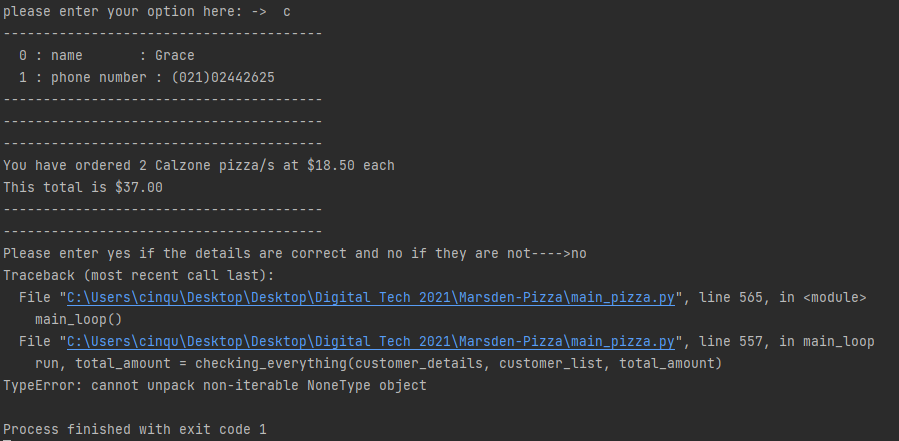 please enter your option here: ->  c
----------------------------------------
  0 : name       : Grace
  1 : phone number : (021)02442625
----------------------------------------
----------------------------------------
----------------------------------------
You have ordered 2 Calzone pizza/s at $18.50 each
This total is $37.00
----------------------------------------
----------------------------------------
Please enter yes if the details are correct and no if they are not---->no
Traceback (most recent call last):
  File "C:\Users\cinqu\Desktop\Desktop\Digital Tech 2021\Marsden-Pizza\main_pizza.py", line 565, in <module>
    main_loop()
  File "C:\Users\cinqu\Desktop\Desktop\Digital Tech 2021\Marsden-Pizza\main_pizza.py", line 557, in main_loop
    run, total_amount = checking_everything(customer_details, customer_list, total_amount)
TypeError: cannot unpack non-iterable NoneType object

Process finished with exit code 1